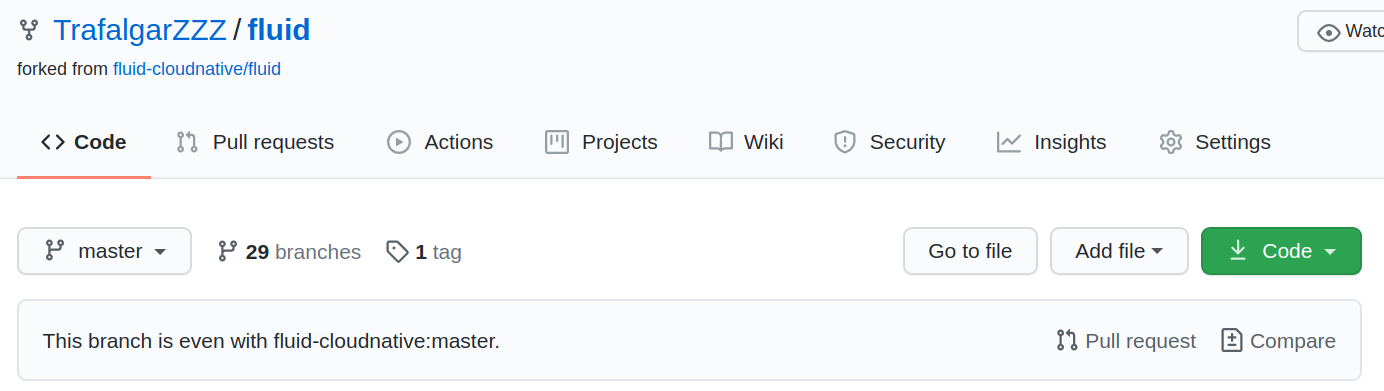 TrafalgarZZZ / fluid
forked from fluid-cloudnative/fluid
Code Pull requests Actions Projects Wiki Security Insights Settings
master 29 branches 1 tag Go to file Add file Code
This branch is even with fluid-cloudnative:master. Pull request Compare